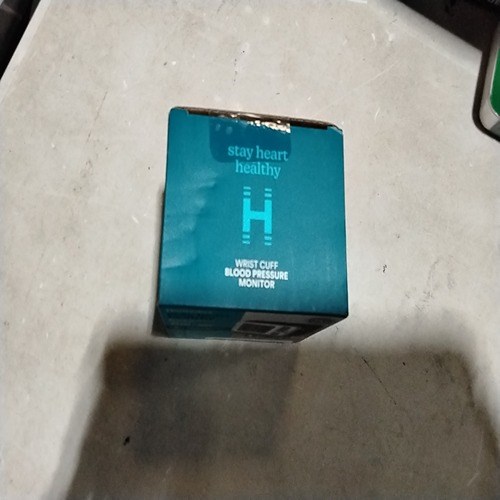 stay heart
healthy
H
WRIST CUFF
BLOOD PRESSURE
MONITOR